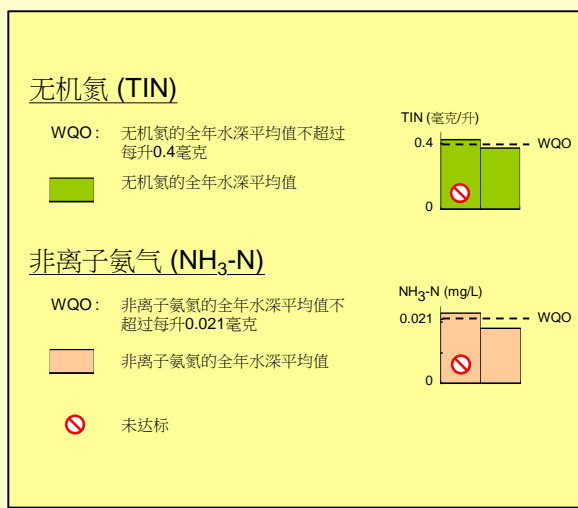 无机氮 (TIN)
WQO : 无机氮的全年水深平均值不超过
每升0.4毫克
无机氮的全年水深平均值
TIN (毫克/升)
0.4
WQO
0
非离子氨气 (NH₃-N)
WQO : 非离子氨氮的全年水深平均值不
超过每升0.021毫克
非离子氨氮的全年水深平均值
NH₃-N (mg/L)
0.021
WQO
0
未达标